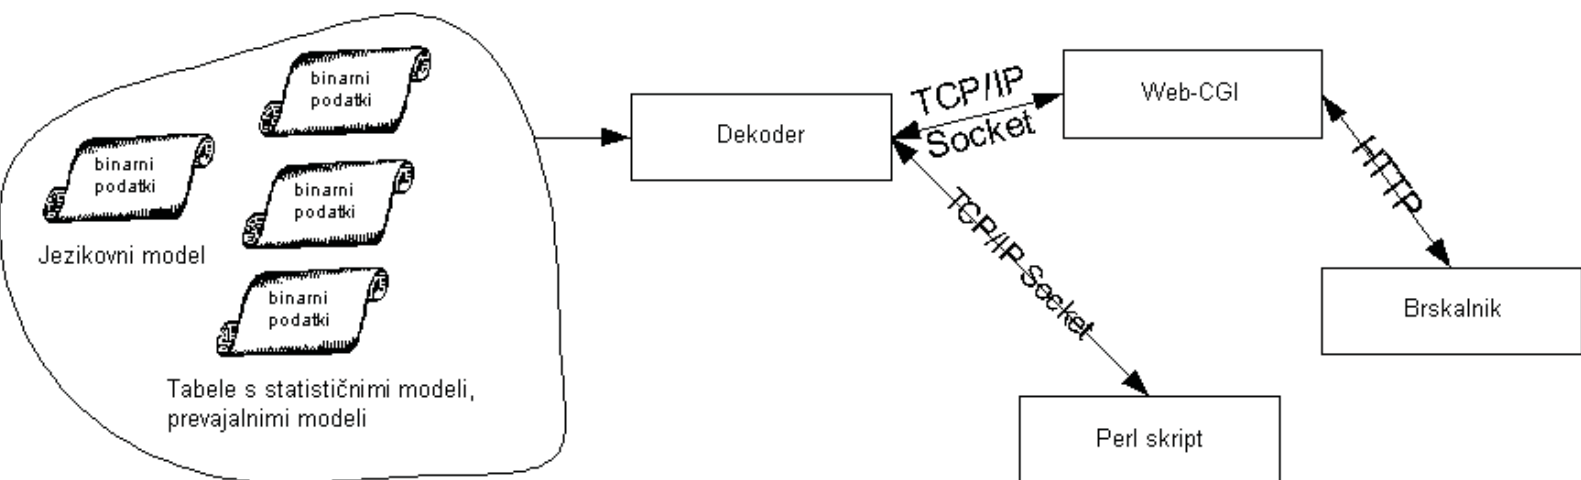 binarni
podatki
binarni
podatki
Jezikovni model
binarni
podatki
binarni
podatki
Tabele s statističnimi modeli,
prevajalnimi modeli
Dekoder
TCP/IP
Socket
Web-CGI
HTTP
TCP/IP Socket
Brskalnik
Perl skript